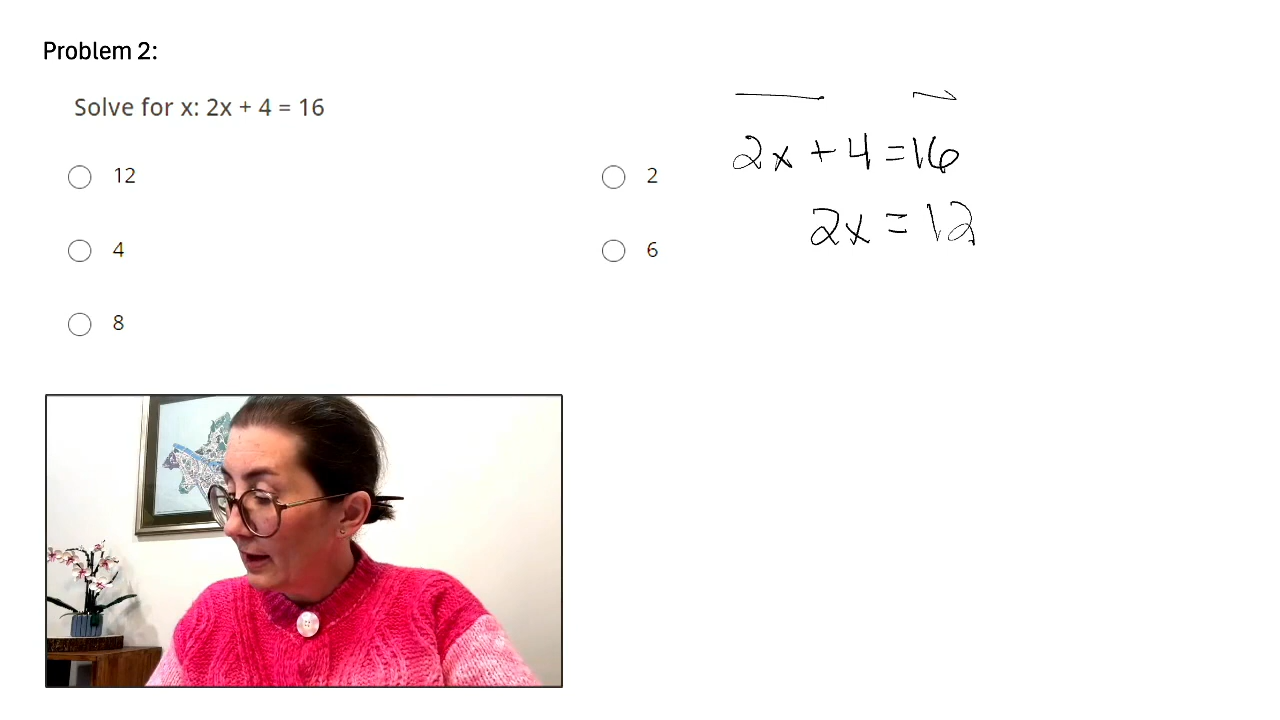 Problem 2:
Solve for x: 2x + 4 = 16
12
2
4
6
8
2x + 4 = 16
2x = 12